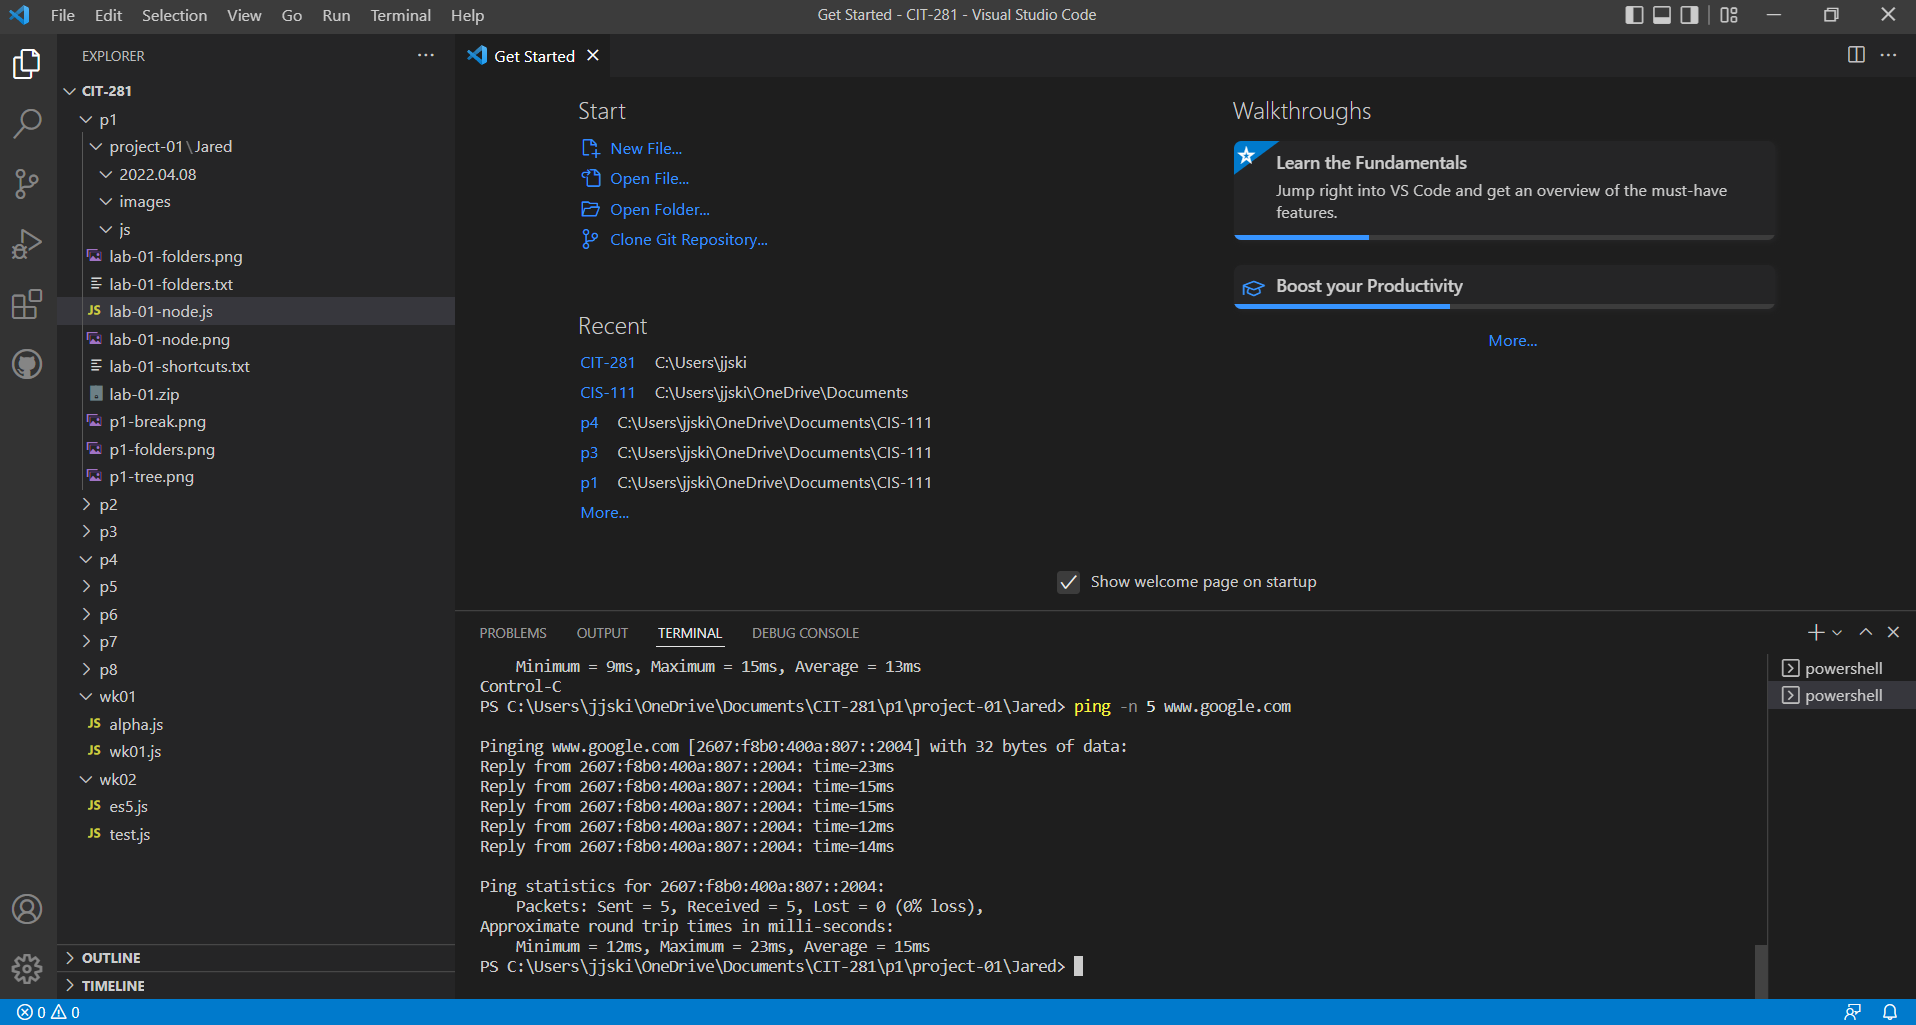 File Edit Selection View Go Run Terminal Help
Get Started - CIT-281 - Visual Studio Code
EXPLORER
CIT-281
p1
project-01\Jared
2022.04.08
images
js
lab-01-folders.png
lab-01-folders.txt
JS lab-01-node.js
lab-01-node.png
lab-01-shortcuts.txt
lab-01.zip
p1-break.png
p1-folders.png
p1-tree.png
p2
p3
p4
p5
p6
p7
p8
wk01
JS alpha.js
JS wk01.js
wk02
JS es5.js
JS test.js
OUTLINE
TIMELINE
Get Started
Start
New File...
Open File...
Open Folder...
Clone Git Repository...
Recent
CIT-281 C:\Users\jjski
CIS-111 C:\Users\jjski\OneDrive\Documents
p4 C:\Users\jjski\OneDrive\Documents\CIS-111
p3 C:\Users\jjski\OneDrive\Documents\CIS-111
p1 C:\Users\jjski\OneDrive\Documents\CIS-111
More...
Walkthroughs
Learn the Fundamentals
Jump right into VS Code and get an overview of the must-have
features.
Boost your Productivity
More...
Show welcome page on startup
PROBLEMS OUTPUT TERMINAL DEBUG CONSOLE
Minimum = 9ms, Maximum = 15ms, Average = 13ms
Control-C
PS C:\Users\jjski\OneDrive\Documents\CIT-281\p1\project-01\Jared> ping -n 5 www.google.com
Pinging www.google.com [2607:f8b0:400a:807::2004] with 32 bytes of data:
Reply from 2607:f8b0:400a:807::2004: time=23ms
Reply from 2607:f8b0:400a:807::2004: time=15ms
Reply from 2607:f8b0:400a:807::2004: time=15ms
Reply from 2607:f8b0:400a:807::2004: time=12ms
Reply from 2607:f8b0:400a:807::2004: time=14ms
Ping statistics for 2607:f8b0:400a:807::2004:
Packets: Sent = 5, Received = 5, Lost = 0 (0% loss),
Approximate round trip times in milli-seconds:
Minimum = 12ms, Maximum = 23ms, Average = 15ms
PS C:\Users\jjski\OneDrive\Documents\CIT-281\p1\project-01\Jared>
powershell
powershell
0 0